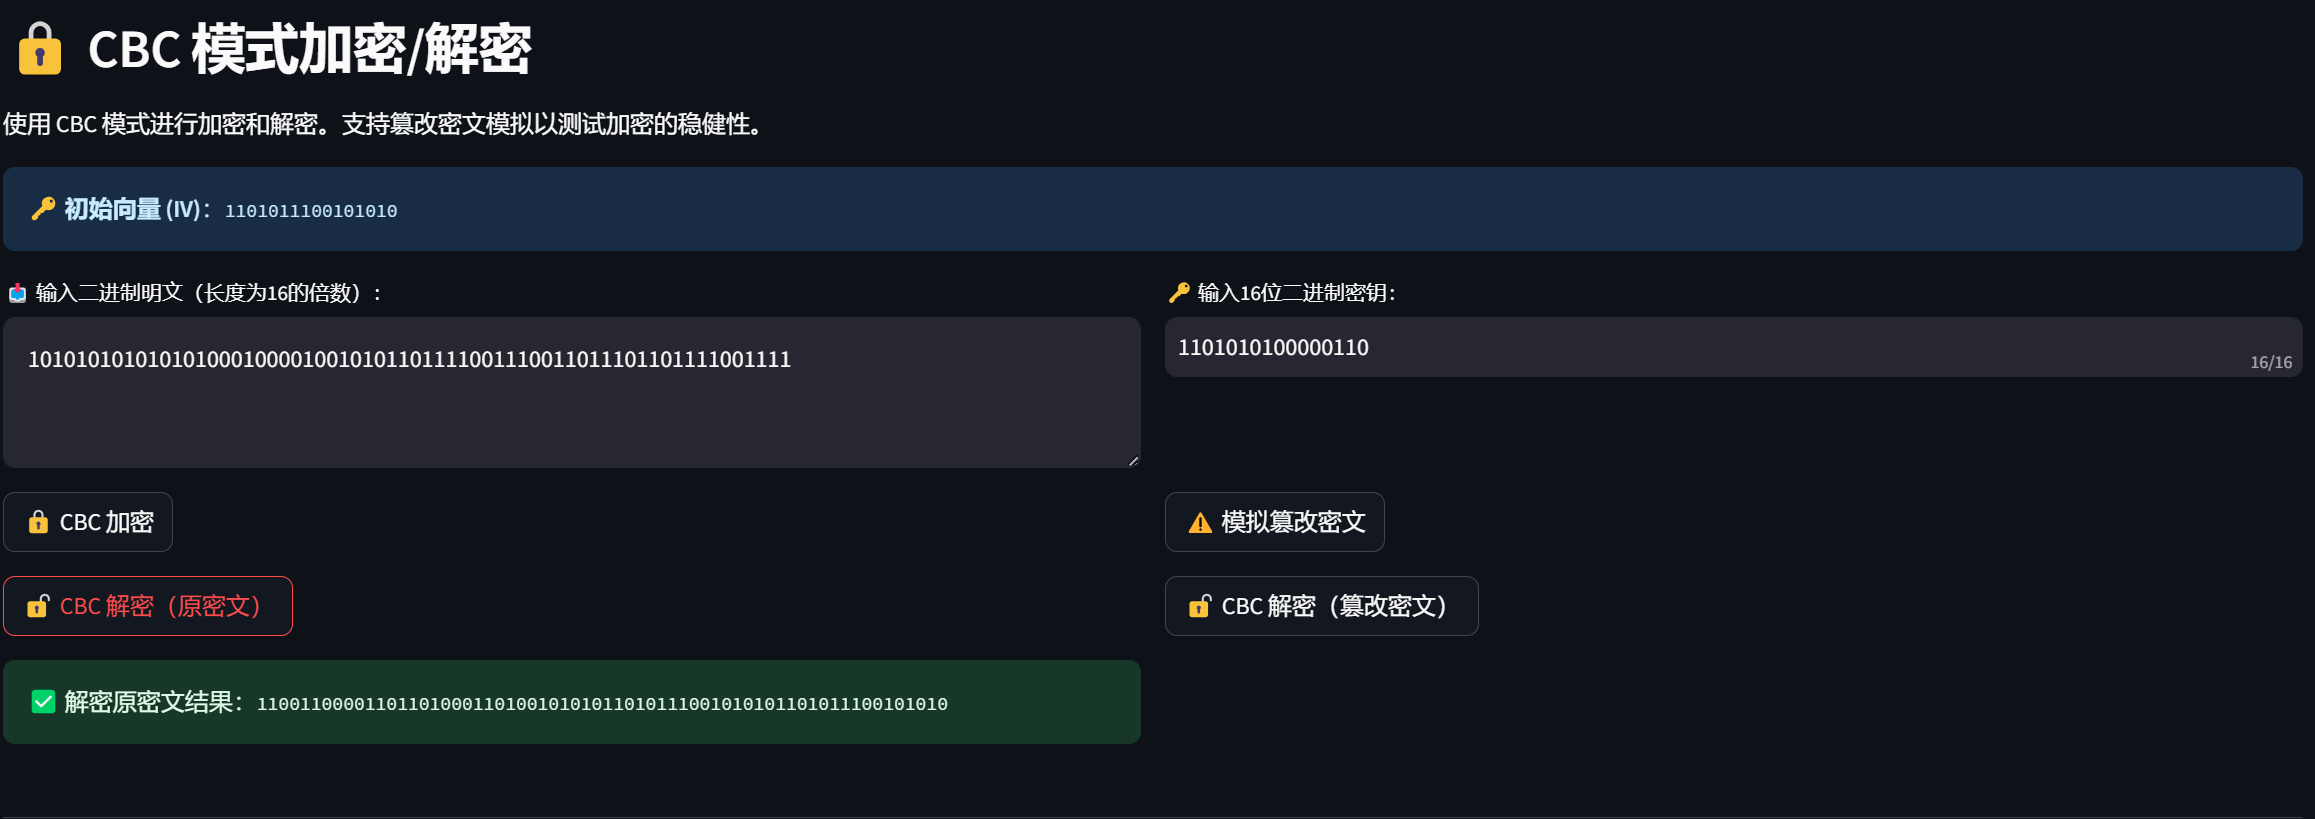 CBC 模式加密/解密
使用 CBC 模式进行加密和解密。支持篡改密文模拟以测试加密的稳健性。
初始向量 (IV)： 1101011100101010
输入二进制明文（长度为16的倍数）:
1010101010101010001000010010101101111001110011011101101111001111
输入16位二进制密钥:
1101010100000110
16/16
CBC 加密
模拟篡改密文
CBC 解密（原密文）
CBC 解密（篡改密文）
解密原密文结果： 1100110000110110100011010010101011010111001010101101011100101010